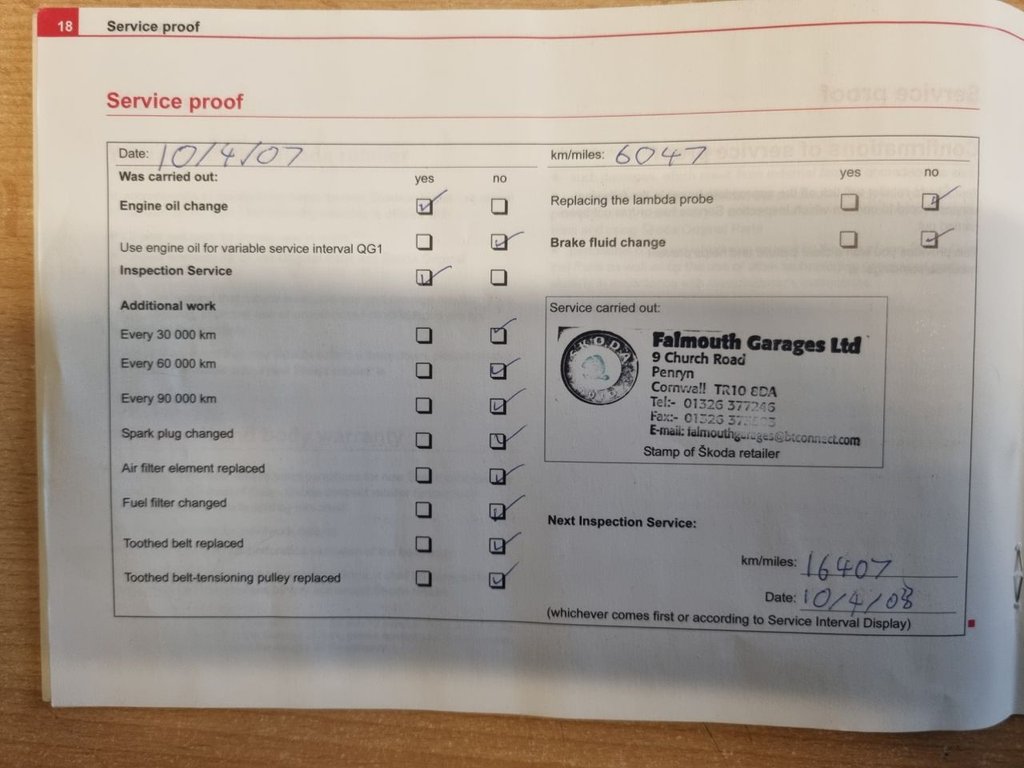 18 Service proof
Service proof
Date: 10/4/07
Was carried out: yes no
Engine oil change
Use engine oil for variable service interval QG1
Inspection Service
Additional work
Every 30 000 km
Every 60 000 km
Every 90 000 km
Spark plug changed
Air filter element replaced
Fuel filter changed
Toothed belt replaced
Toothed belt-tensioning pulley replaced
km/miles: 6047
yes no
Replacing the lambda probe
Brake fluid change
Service carried out:
SKODA
Falmouth Garages Ltd
9 Church Road
Penryn
Cornwall TR10 8DA
Tel:- 01326 377246
Fax:- 01326
E-mail: falmouthgarages@btconnect.com
Stamp of Škoda retailer
Next Inspection Service:
km/miles: 16407
Date: 10/4/08
(whichever comes first or according to Service Interval Display)